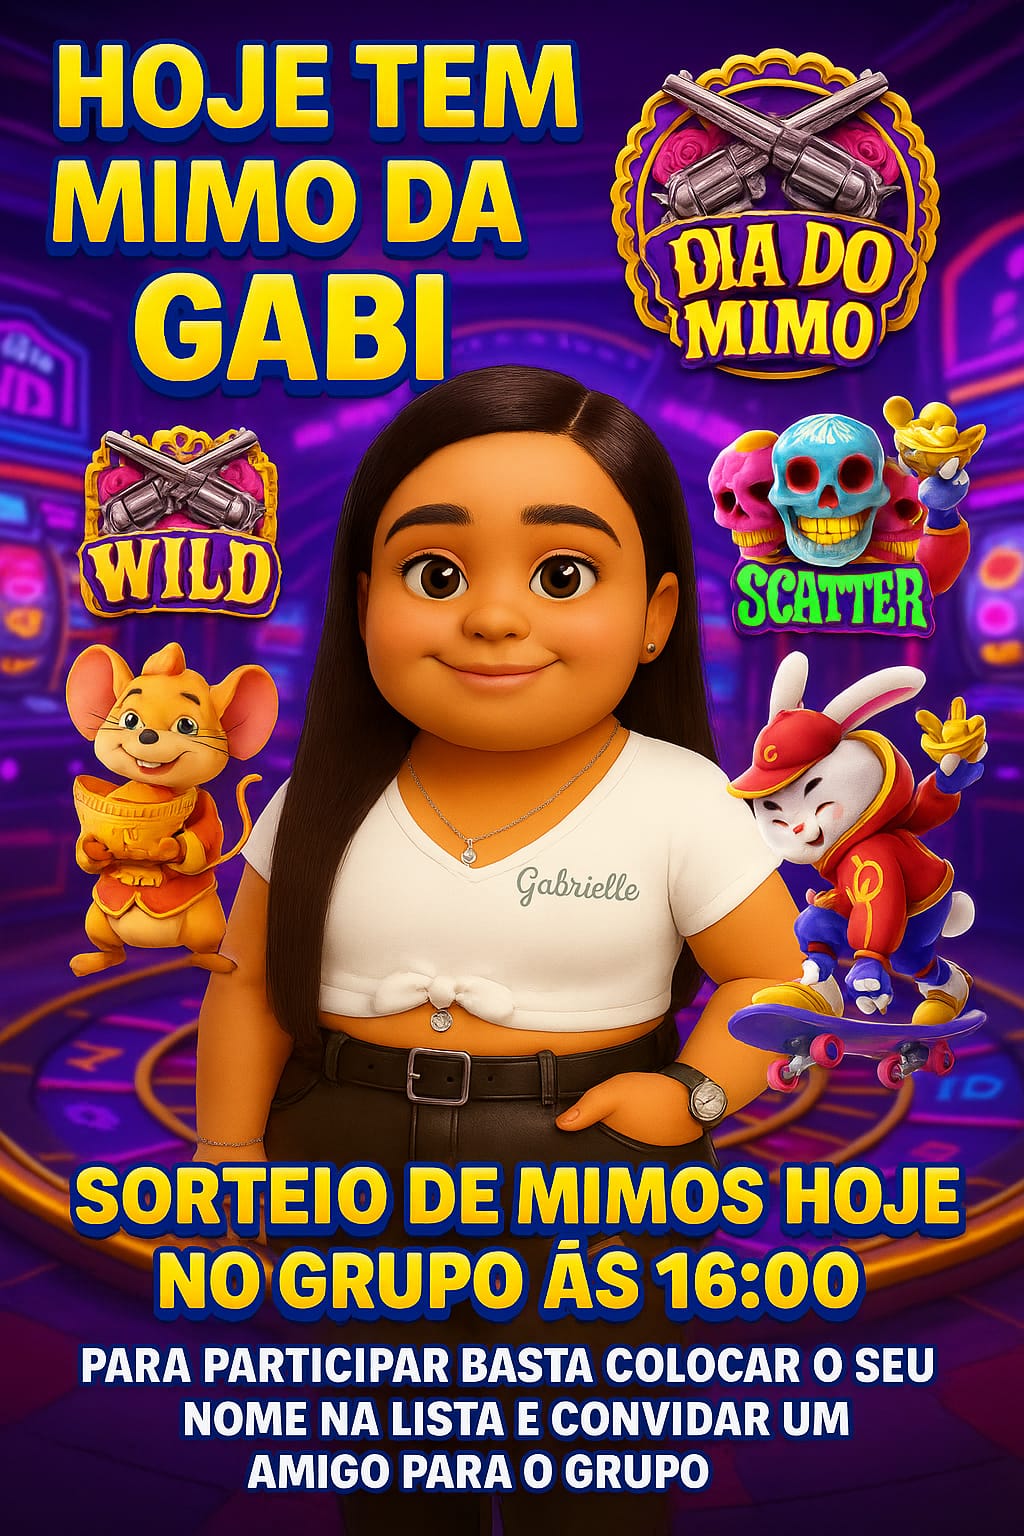 HOJE TEM
MIMO DA
GABI
DIA DO
MIMO
WILD
SCATTER
Gabrielle
SORTEIO DE MIMOS HOJE
NO GRUPO ÁS 16:00
PARA PARTICIPAR BASTA COLOCAR O SEU
NOME NA LISTA E CONVIDAR UM
AMIGO PARA O GRUPO